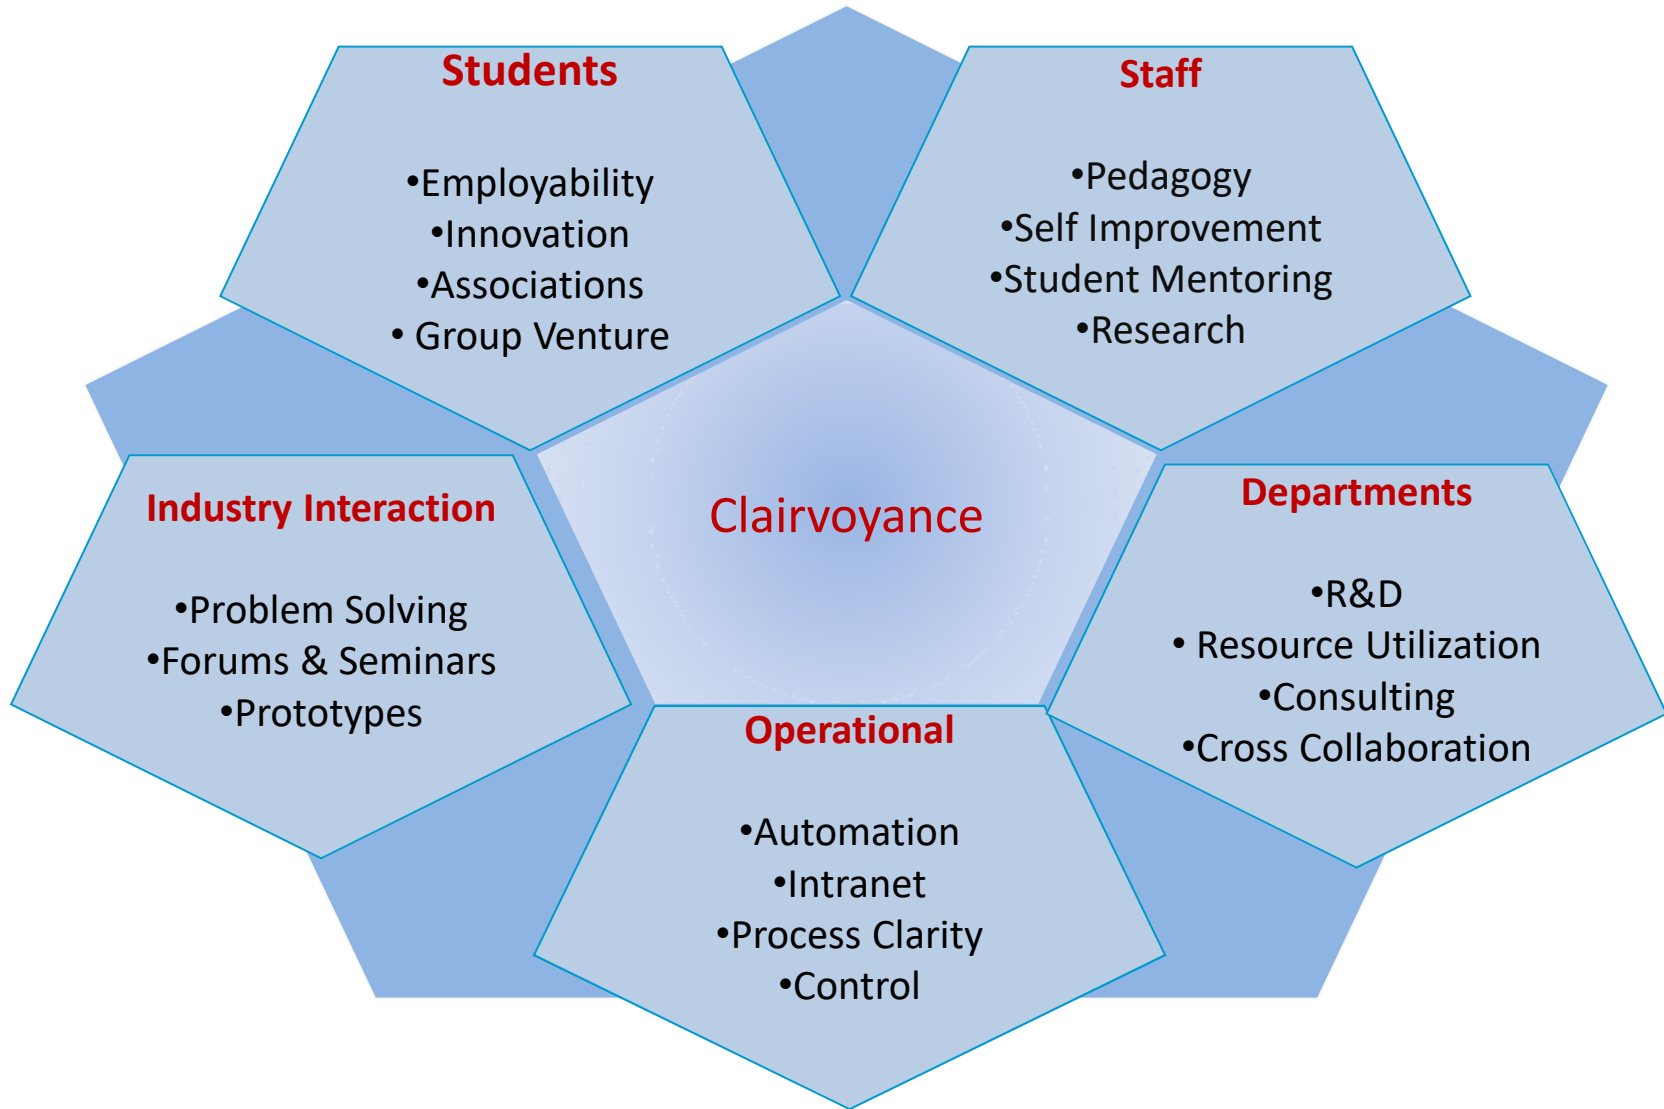 Students
•Employability
•Innovation
•Associations
• Group Venture
Staff
•Pedagogy
•Self Improvement
•Student Mentoring
•Research
Industry Interaction
•Problem Solving
•Forums & Seminars
•Prototypes
Clairvoyance
Departments
•R&D
• Resource Utilization
•Consulting
•Cross Collaboration
Operational
•Automation
•Intranet
•Process Clarity
•Control